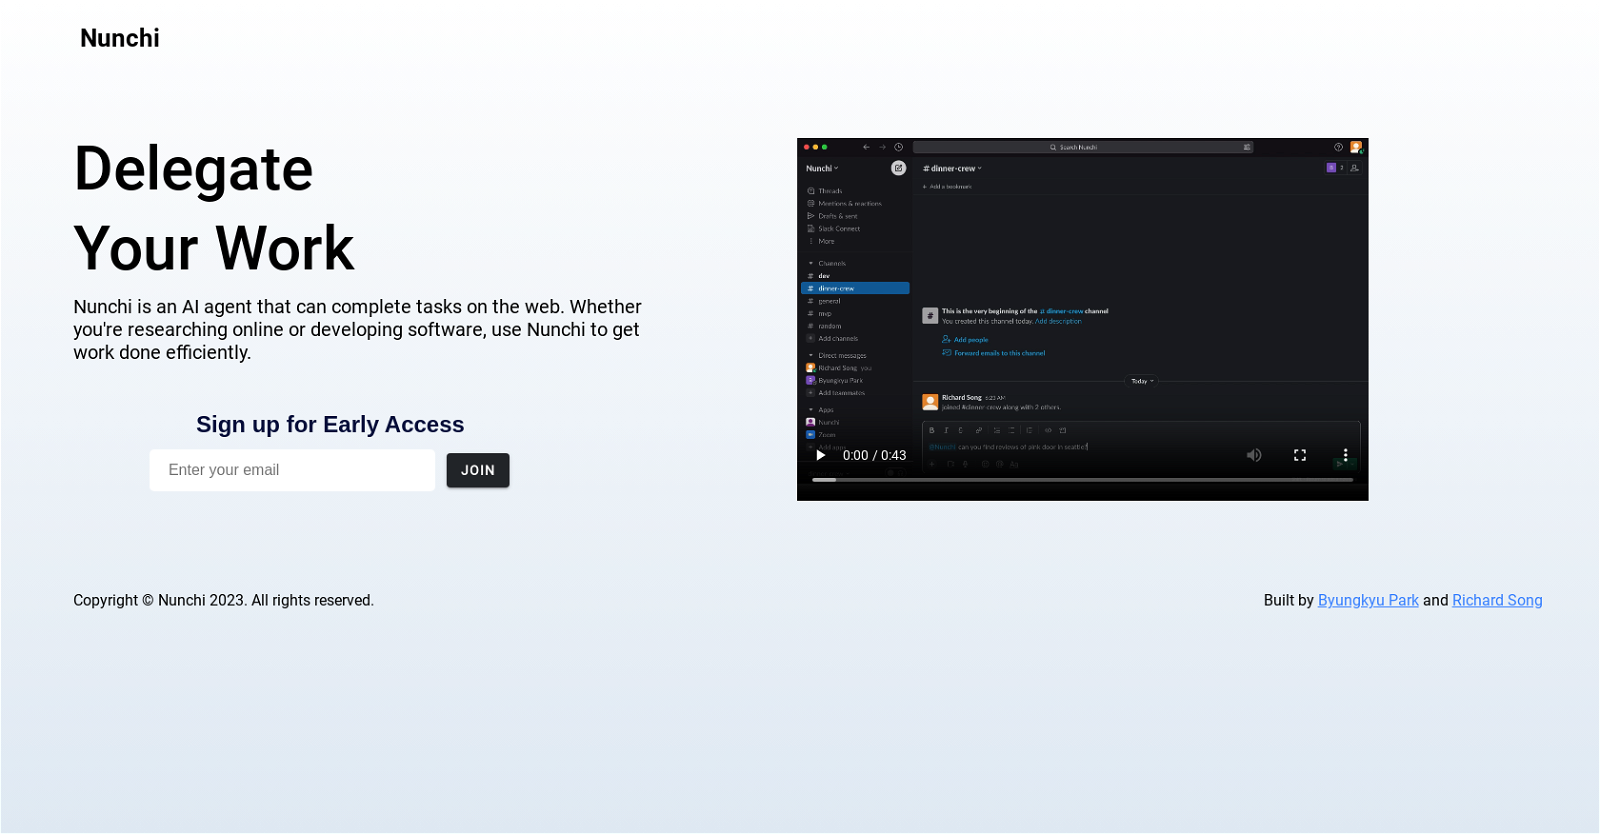 Nunchi
Delegate
Your Work
Nunchi is an AI agent that can complete tasks on the web. Whether
you're researching online or developing software, use Nunchi to get
work done efficiently.
Sign up for Early Access
Enter your email
JOIN
Search Nunchi
Nunchi
Threads
Mentions & reactions
Drafts & sent
Slack Connect
More
Channels
# dev
# dinner-crew
# general
# mvp
# random
Add channels
Direct messages
Richard Song you
Byungkyu Park
Add teammates
Apps
Nunchi
Zoom
Add apps
# dinner-crew
2
+ Add a bookmark
# This is the very beginning of the # dinner-crew channel
You created this channel today. Add description
Add people
Forward emails to this channel
Today
Richard Song 6:23 AM
joined #dinner-crew along with 2 others.
@Nunchi can you find reviews of pink door in seattle
0:00 / 0:43
Copyright © Nunchi 2023. All rights reserved.
Built by Byungkyu Park and Richard Song